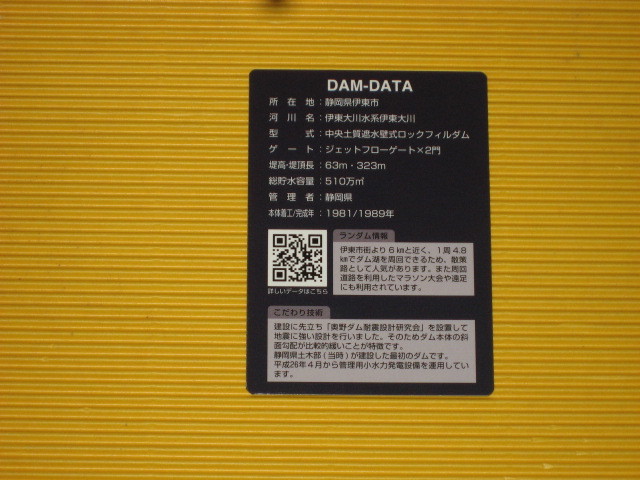 DAM-DATA
所在地：静岡県伊東市
河川名：伊東大川水系伊東大川
型式：中央土質遮水壁式ロックフィルダム
ゲート：ジェットフローゲート×2門
堤高・堤頂長：63m・323m
総貯水容量：510万㎥
管理者：静岡県
本体着工/完成年：1981/1989年
詳しいデータはこちら
ランダム情報
伊東市街より6㎞と近く、1周4.8
㎞でダム湖を周回できるため、散策
路として人気があります。また周回
道路を利用したマラソン大会や遠足
にも利用されています。
こだわり技術
建設に先立ち「奥野ダム耐震設計研究会」を設置して
地震に強い設計を行いました。そのためダム本体の斜
面勾配が比較的緩いことが特徴です。
静岡県土木部(当時)が建設した最初のダムです。
平成26年4月から管理用小水力発電設備を運用してい
ます。